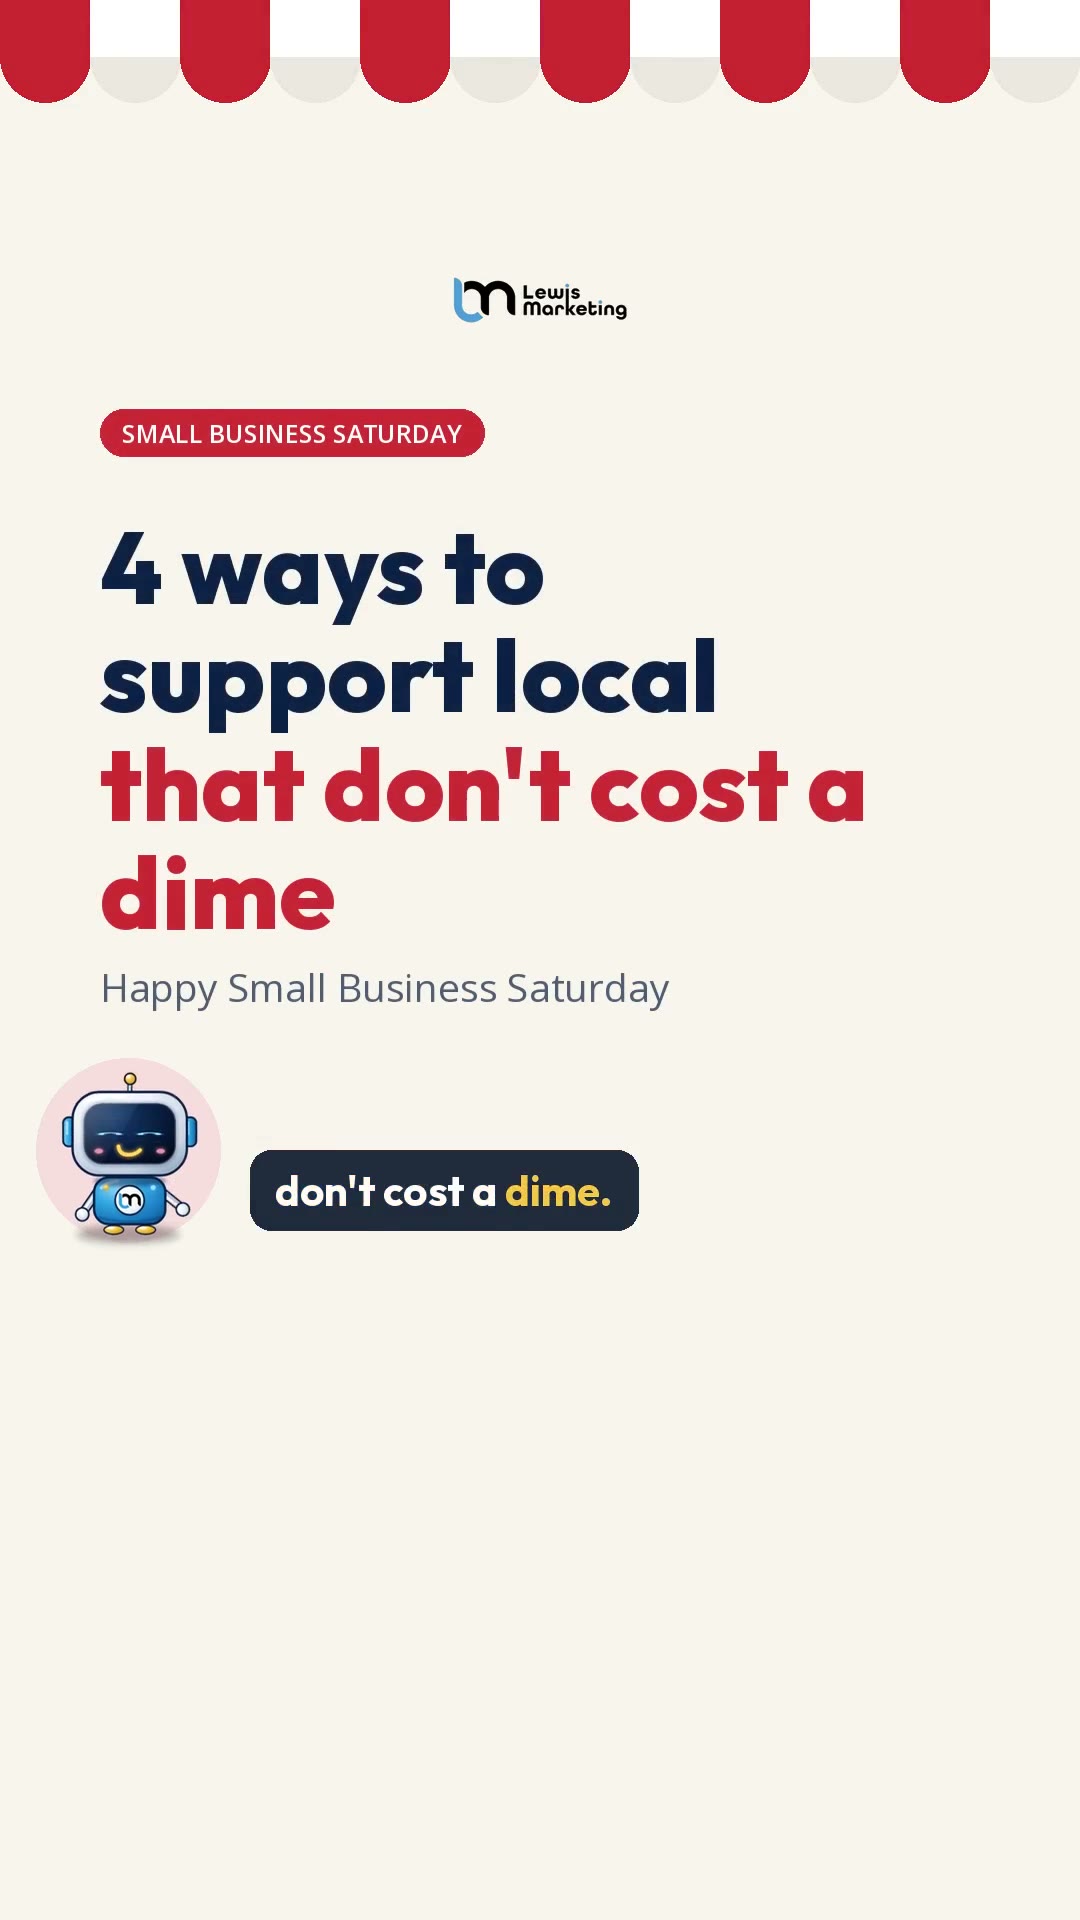 Lewis
Marketing
SMALL BUSINESS SATURDAY
4 ways to
support local
that don't cost a
dime
Happy Small Business Saturday
don't cost a dime.